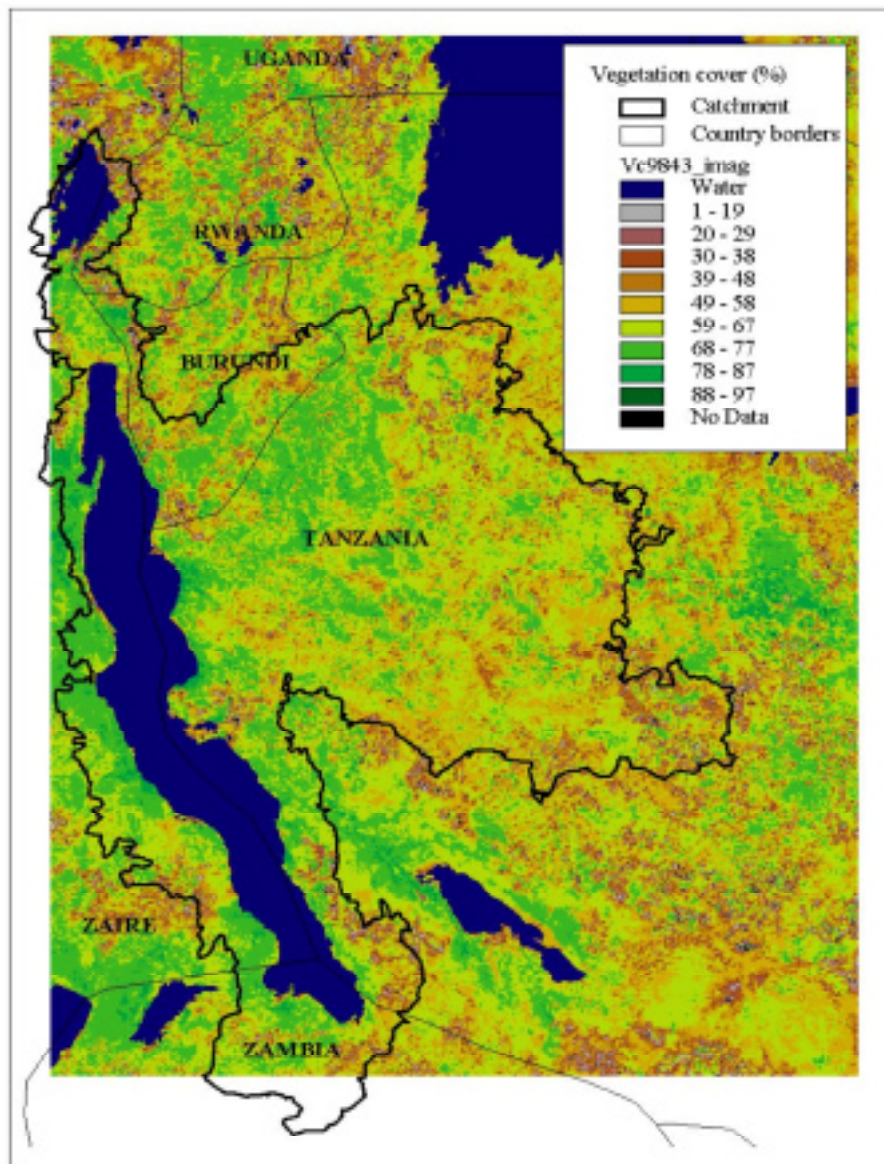 UGANDA
Vegetation cover (%)
Catchment
Country borders
Vc9843_imag
Water
1 - 19
20 - 29
30 - 38
39 - 48
49 - 58
59 - 67
68 - 77
78 - 87
88 - 97
No Data
RWANDA
BURUNDI
TANZANIA
ZAIRE
ZAMBIA